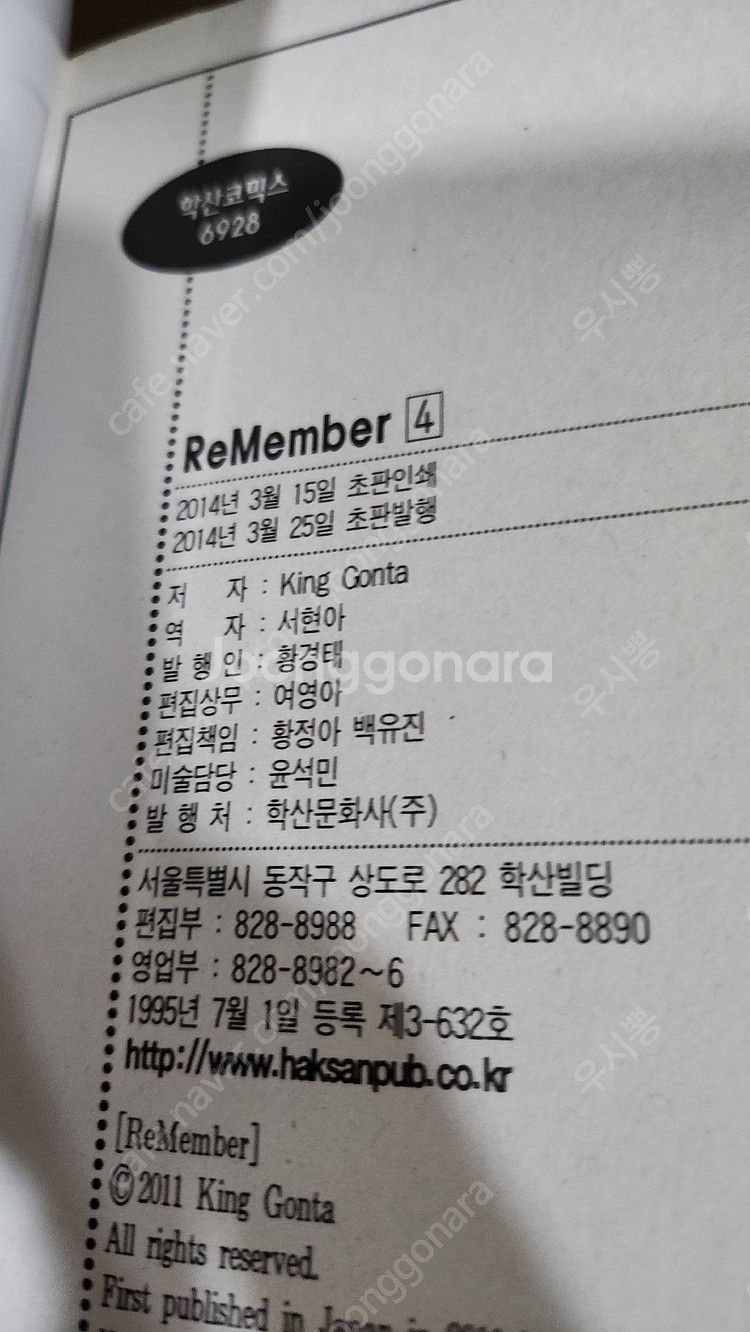 학산코믹스
6928
ReMember 4
2014년 3월 15일 초판인쇄
2014년 3월 25일 초판발행
저 자 : King Gonta
역 자 : 서현아
발 행 인 : 황경태
편집상무 : 여영아
편집책임 : 황정아 백유진
미술담당 : 윤석민
발 행 처 : 학산문화사(주)
서울특별시 동작구 상도로 282 학산빌딩
편집부 : 828-8988 FAX : 828-8890
영업부 : 828-8982~6
1995년 7월 1일 등록 제3-632호
http://www.haksanpub.co.kr
[ReMember]
©2011 King Gonta
All rights reserved.
First published in Japan in
Joonggonara
cafe.naver.com/joonggonara
우시뽕
우시뽕
우시뽕